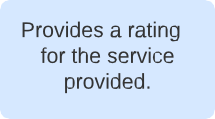 Provides a rating
for the service
provided.